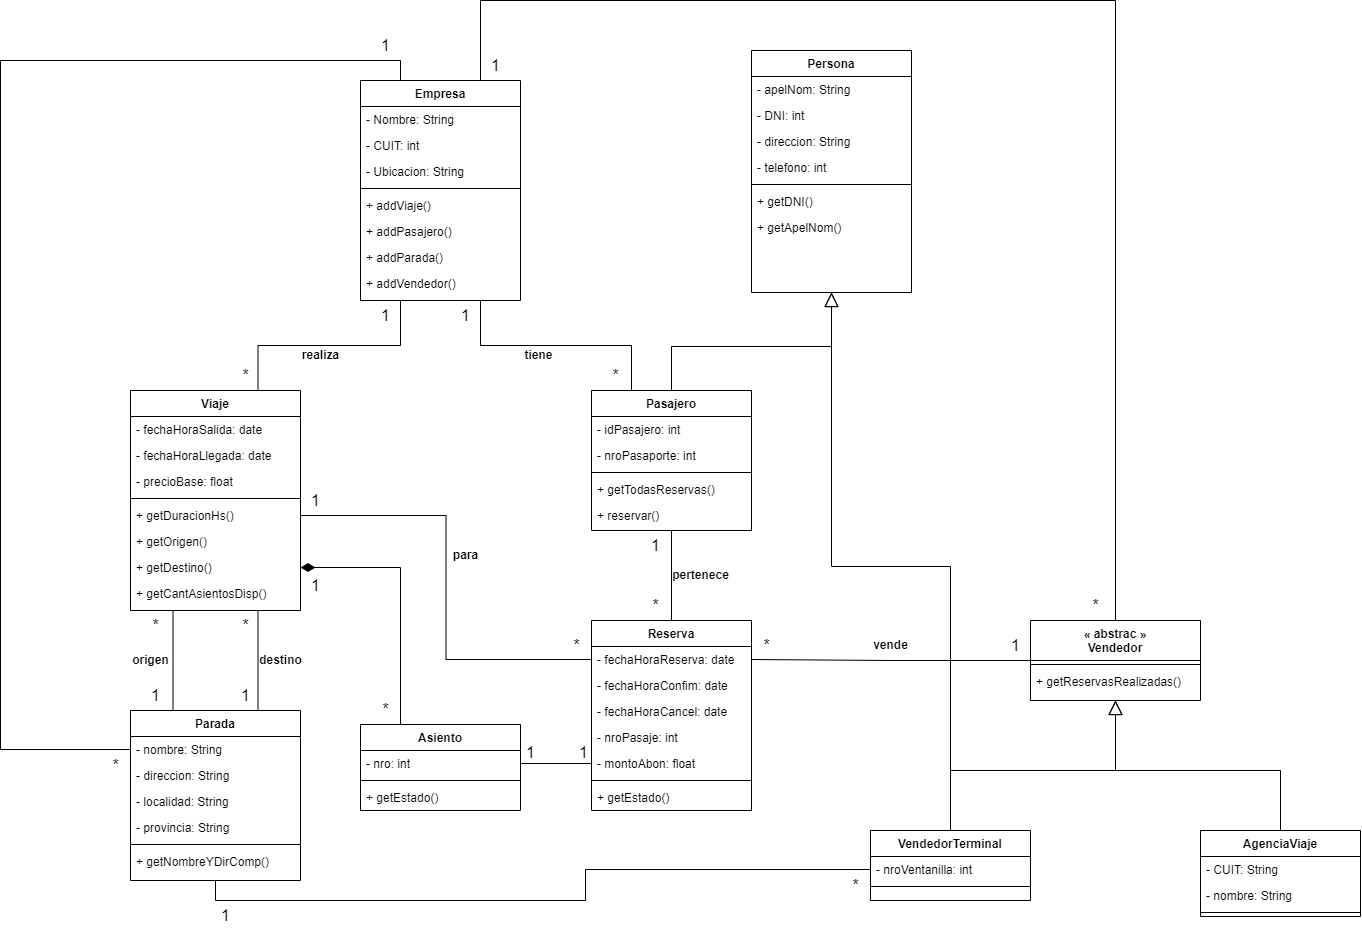 1
1
Empresa
- Nombre: String
- CUIT: int
- Ubicacion: String
+ addViaje()
+ addPasajero()
+ addParada()
+ addVendedor()
Persona
- apelNom: String
- DNI: int
- direccion: String
- telefono: int
+ getDNI()
+ getApelNom()
1
1
realiza
tiene
*
*
Viaje
- fechaHoraSalida: date
- fechaHoraLlegada: date
- precioBase: float
+ getDuracionHs()
+ getOrigen()
+ getDestino()
+ getCantAsientosDisp()
Pasajero
- idPasajero: int
- nroPasaporte: int
+ getTodasReservas()
+ reservar()
1
para
1
1
pertenece
*
*
*
origen
destino
1
1
*
Reserva
- fechaHoraReserva: date
- fechaHoraConfim: date
- fechaHoraCancel: date
- nroPasaje: int
- montoAbon: float
+ getEstado()
*
vende
1
*
« abstrac »
Vendedor
+ getReservasRealizadas()
Parada
- nombre: String
- direccion: String
- localidad: String
- provincia: String
+ getNombreYDirComp()
*
*
Asiento
- nro: int
+ getEstado()
1
1
VendedorTerminal
- nroVentanilla: int
*
1
AgenciaViaje
- CUIT: String
- nombre: String